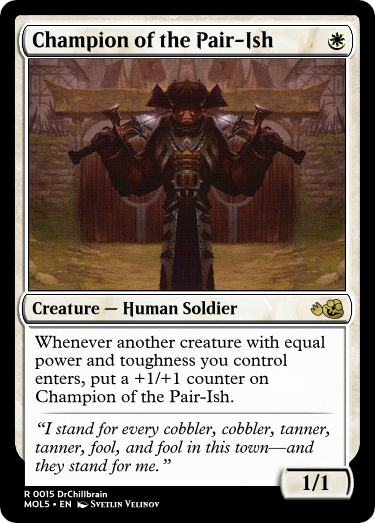 Champion of the Pair-Ish
Creature — Human Soldier
Whenever another creature with equal
power and toughness you control
enters, put a +1/+1 counter on
Champion of the Pair-Ish.
“I stand for every cobbler, cobbler, tanner,
tanner, fool, and fool in this town—and
they stand for me.”
1/1
R 0015 DrChillbrain
MOL5 • EN Svetlin Velinov